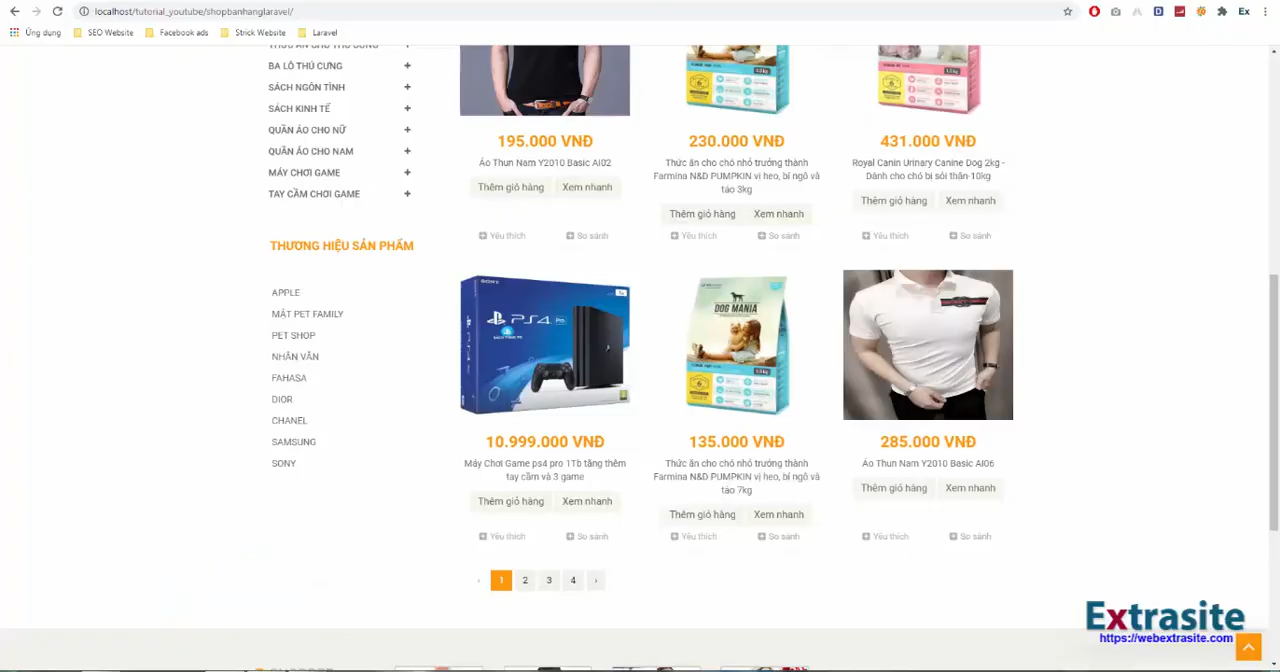 localhost/tutorial_youtube/shopbanhanglaravel/
Ex
Ứng dụng
SEO Website
Facebook ads
Strick Website
Laravel
BA LÔ THÚ CƯNG +
SÁCH NGÔN TÌNH +
SÁCH KINH TẾ +
QUẦN ÁO CHO NỮ +
QUẦN ÁO CHO NAM +
MÁY CHƠI GAME +
TAY CẦM CHƠI GAME +
THƯƠNG HIỆU SẢN PHẨM
APPLE
MẬT PET FAMILY
PET SHOP
NHÂN VĂN
FAHASA
DIOR
CHANEL
SAMSUNG
SONY
195.000 VNĐ
Áo Thun Nam Y2010 Basic AI02
Thêm giỏ hàng Xem nhanh
Yêu thích So sánh
230.000 VNĐ
Thức ăn cho chó nhỏ trưởng thành
Farmina N&D PUMPKIN vị heo, bí ngô và
táo 3kg
Thêm giỏ hàng Xem nhanh
Yêu thích So sánh
431.000 VNĐ
Royal Canin Urinary Canine Dog 2kg -
Dành cho chó bị sỏi thận-10kg
Thêm giỏ hàng Xem nhanh
Yêu thích So sánh
SONY
PS4 PRO
10.999.000 VNĐ
Máy Chơi Game ps4 pro 1Tb tặng thêm
tay cầm và 3 game
Thêm giỏ hàng Xem nhanh
Yêu thích So sánh
DOG MANIA
135.000 VNĐ
Thức ăn cho chó nhỏ trưởng thành
Farmina N&D PUMPKIN vị heo, bí ngô và
táo 7kg
Thêm giỏ hàng Xem nhanh
Yêu thích So sánh
285.000 VNĐ
Áo Thun Nam Y2010 Basic AI06
Thêm giỏ hàng Xem nhanh
Yêu thích So sánh
‹ 1 2 3 4 ›
Extrasite
https://webextrasite.com